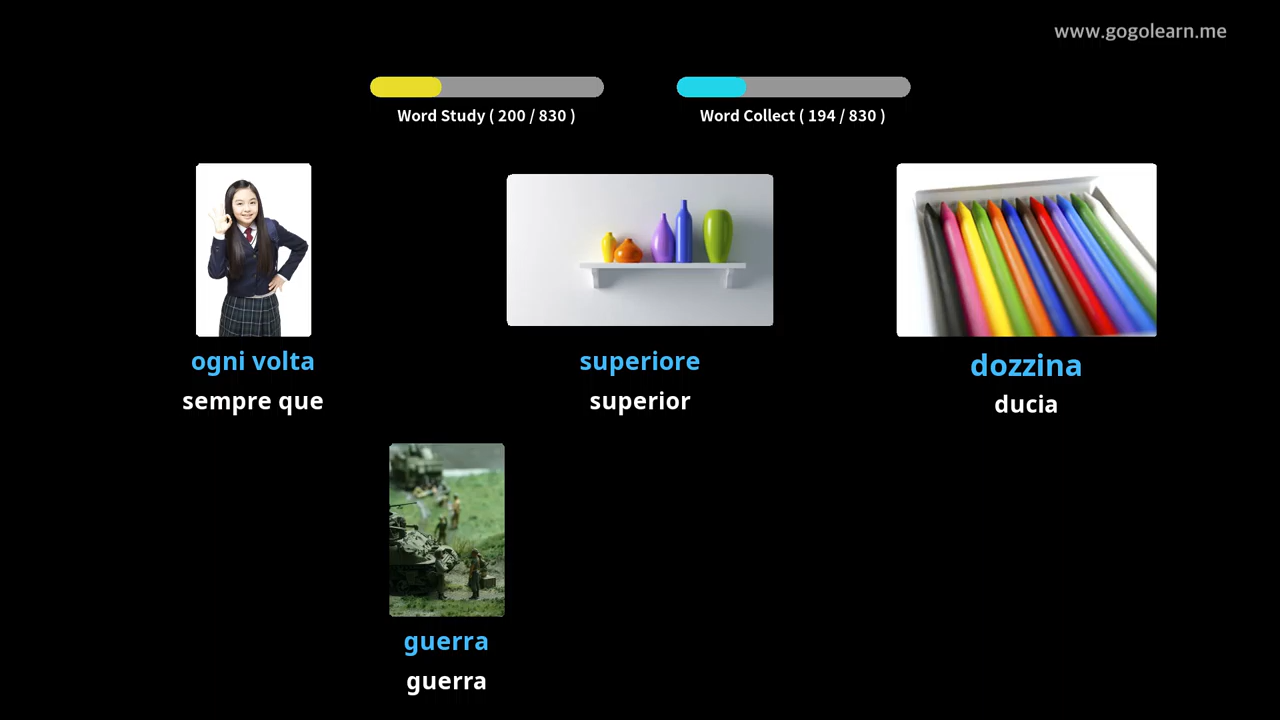 www.gogolearn.me
Word Study ( 200 / 830 )
Word Collect ( 194 / 830 )
ogni volta
sempre que
superiore
superior
dozzina
ducia
guerra
guerra